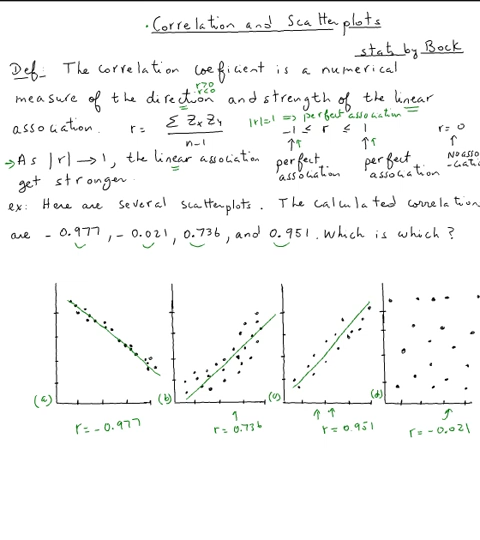 · Correlation and Scatterplots
stats by Bock
Def: The correlation coefficient is a numerical
r>0
r<0
measure of the direction and strength of the linear
association. r = Σ Zx Zy / n-1
|r|=1 ⇒ perfect association
-1 ≤ r ≤ 1
r = 0
→ As |r| → 1, the linear association
get stronger.
perfect association
perfect association
No asso
-ciation
ex: Here are several scatterplots. The calculated correlation
are -0.977, -0.021, 0.736, and 0.951. Which is which?
(a) (b) (c) (d)
r = -0.977
r = 0.736
r = 0.951
r = -0.021